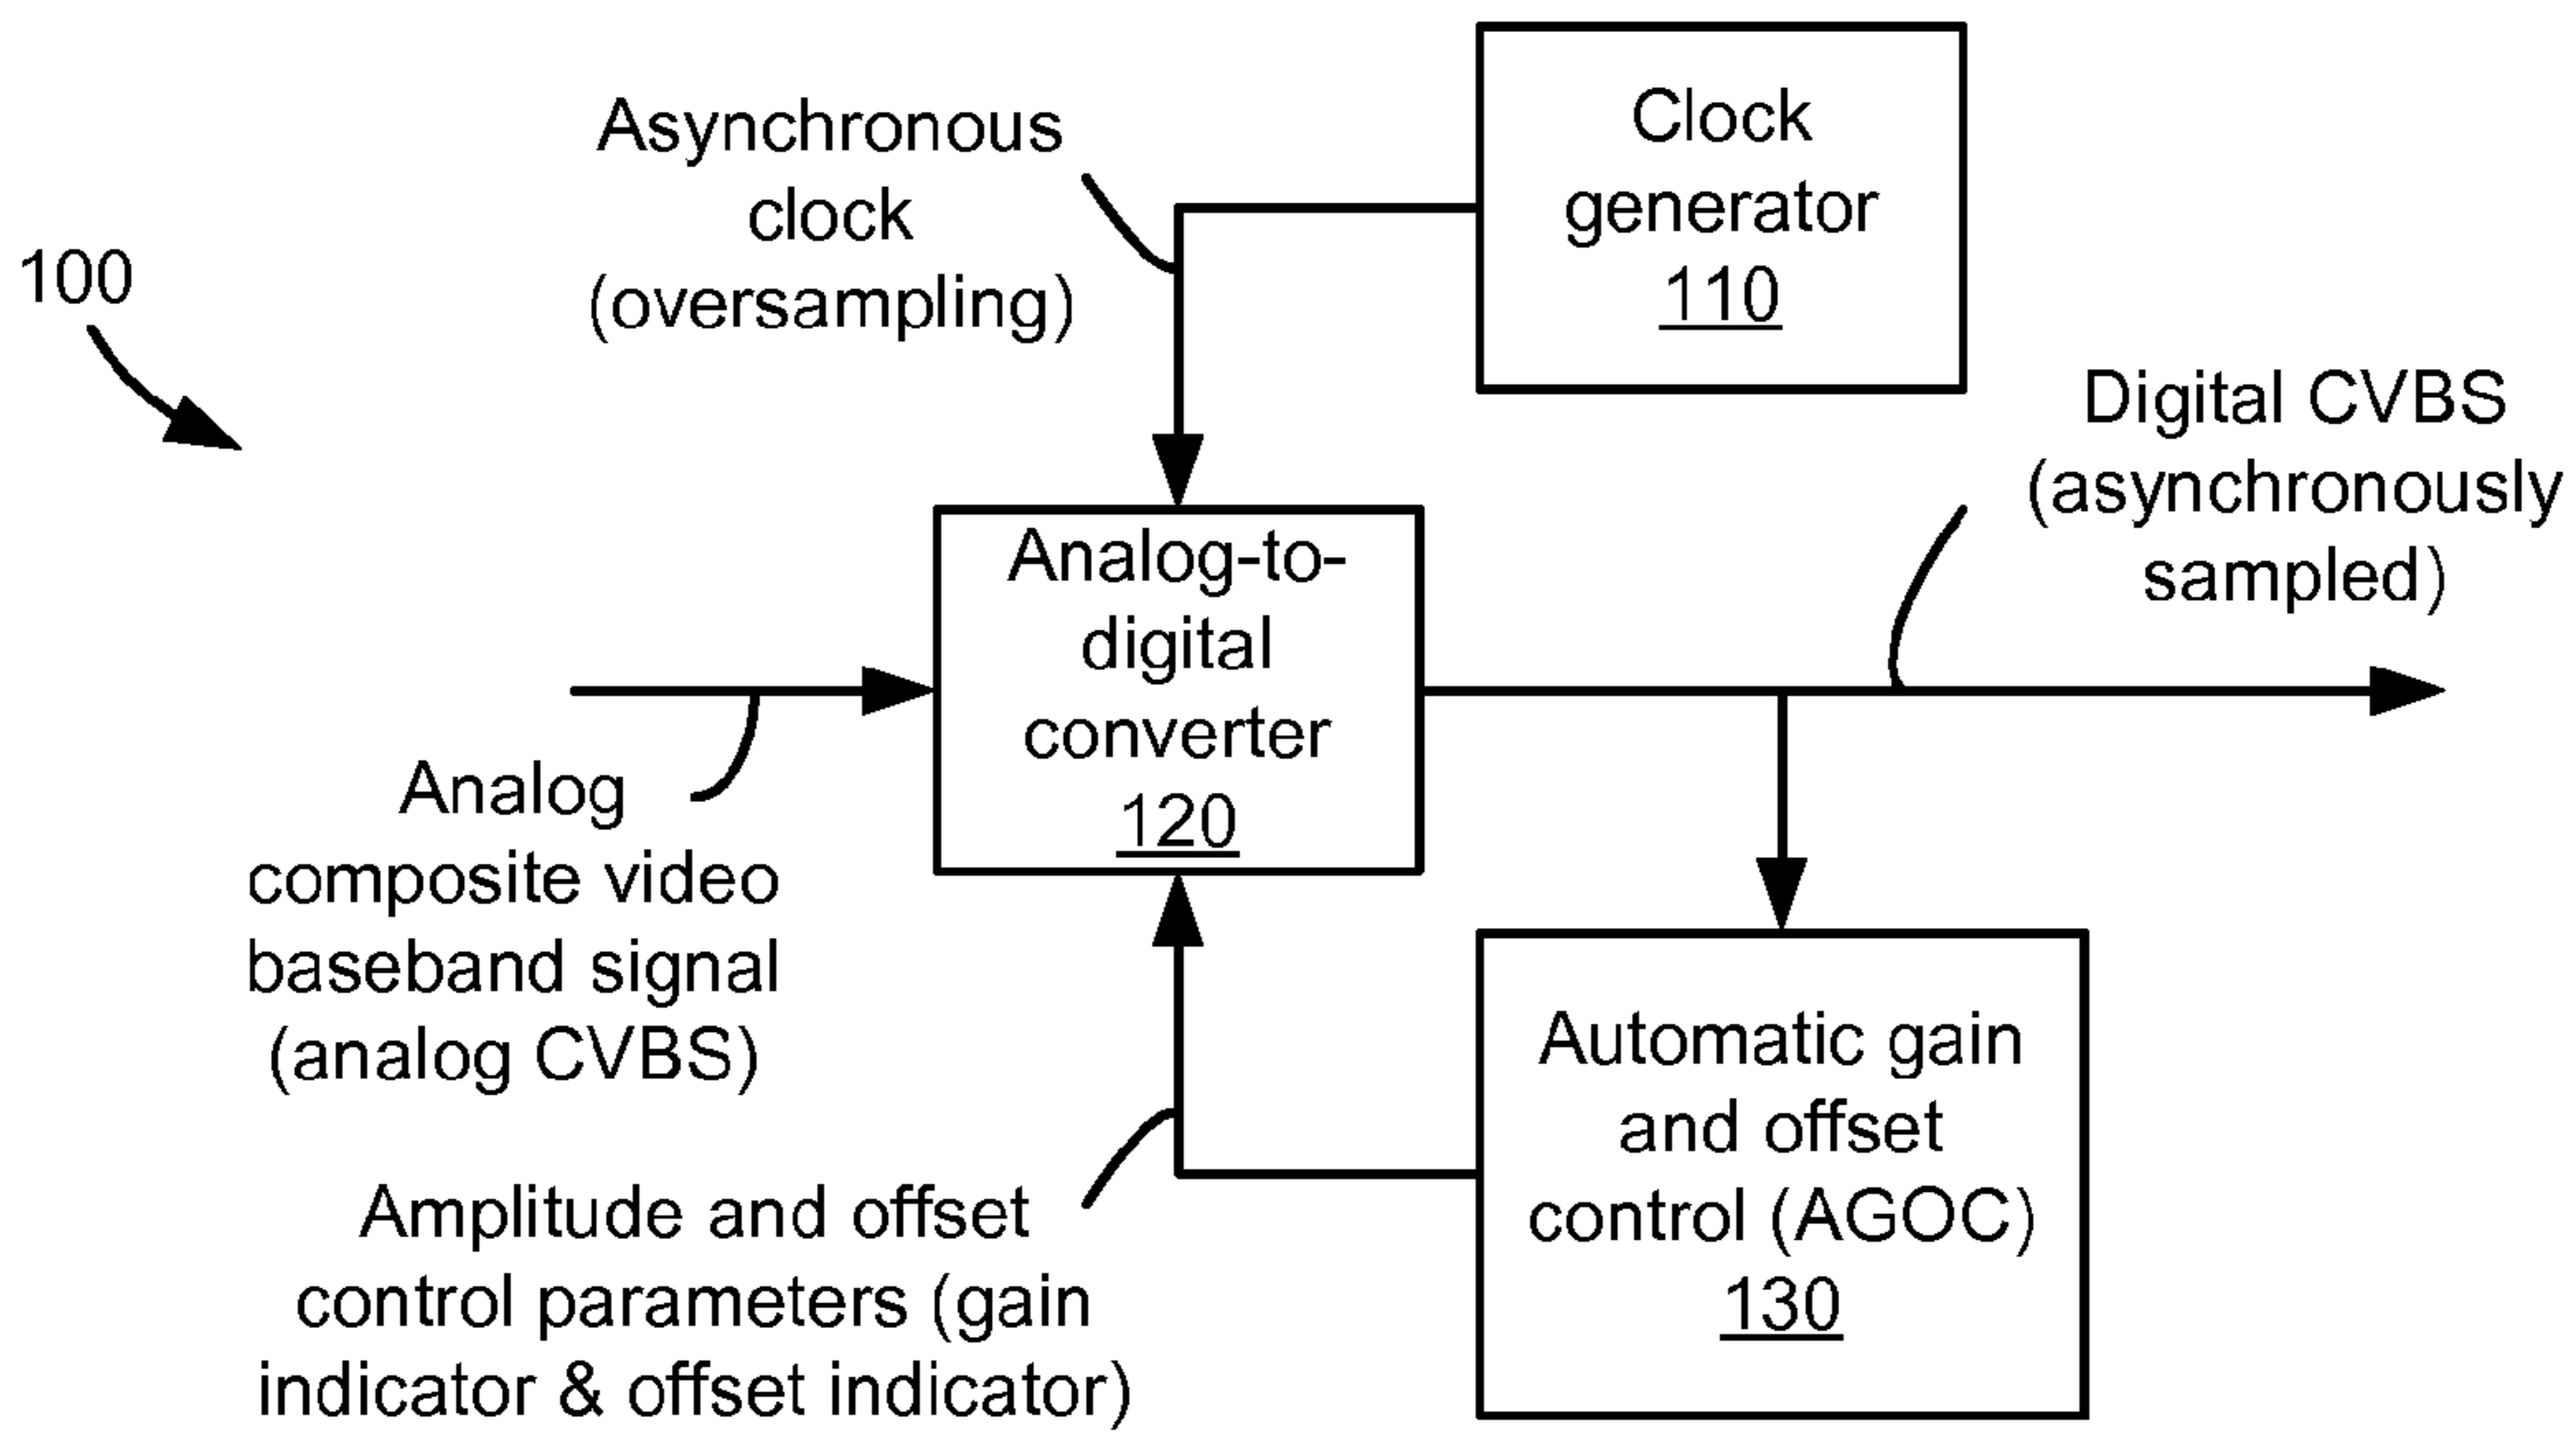 Clock
generator
110
Asynchronous
clock
(oversampling)
100
Digital CVBS
(asynchronously
sampled)
Analog-to-
digital
converter
120
Analog
composite video
baseband signal
(analog CVBS)
Automatic gain
and offset
control (AGOC)
130
Amplitude and offset
control parameters (gain
indicator & offset indicator)